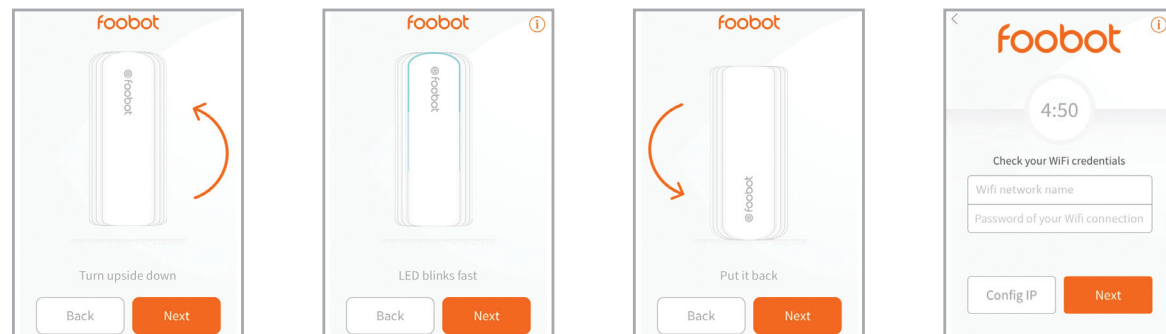 foobot
foobot
Turn upside down
Back
Next
foobot
i
foobot
LED blinks fast
Back
Next
foobot
foobot
Put it back
Back
Next
<
foobot
i
4:50
Check your WiFi credentials
Wifi network name
Password of your Wifi connection
Config IP
Next